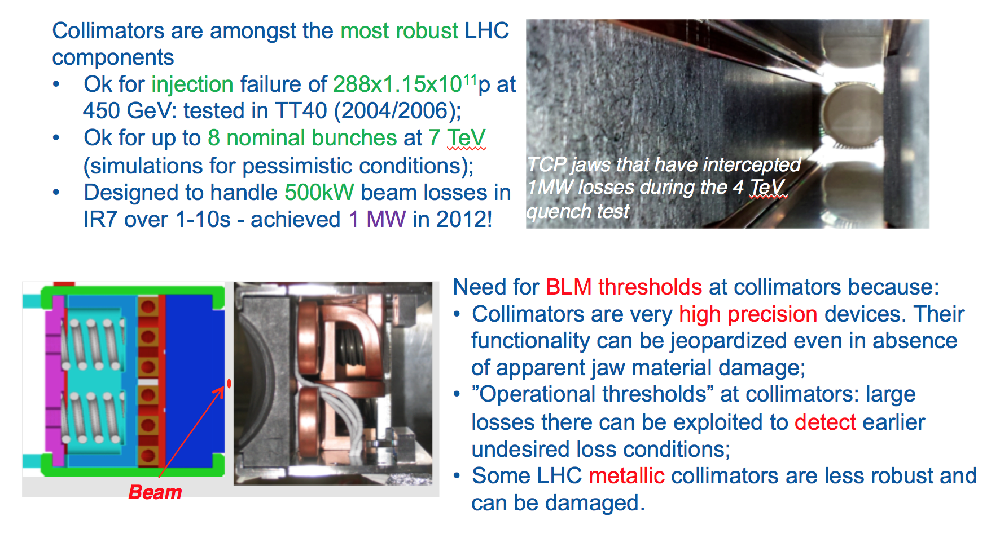 Collimators are amongst the most robust LHC
components
• Ok for injection failure of 288x1.15x10¹¹p at
450 GeV: tested in TT40 (2004/2006);
• Ok for up to 8 nominal bunches at 7 TeV
(simulations for pessimistic conditions);
• Designed to handle 500kW beam losses in
IR7 over 1-10s - achieved 1 MW in 2012!
TCP jaws that have intercepted
1MW losses during the 4 TeV
quench test
Beam
Need for BLM thresholds at collimators because:
• Collimators are very high precision devices. Their
functionality can be jeopardized even in absence
of apparent jaw material damage;
• ”Operational thresholds” at collimators: large
losses there can be exploited to detect earlier
undesired loss conditions;
• Some LHC metallic collimators are less robust and
can be damaged.